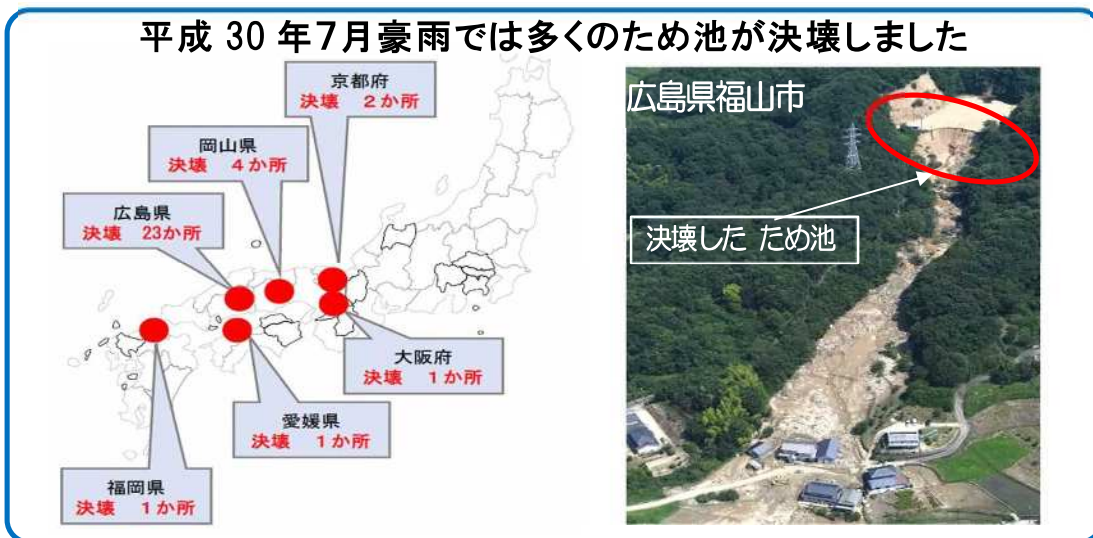 平成 30 年7月豪雨では多くのため池が決壊しました
京都府
決壊 2か所
岡山県
決壊 4か所
広島県
決壊 23か所
大阪府
決壊 1か所
愛媛県
決壊 1か所
福岡県
決壊 1か所
広島県福山市
決壊した ため池